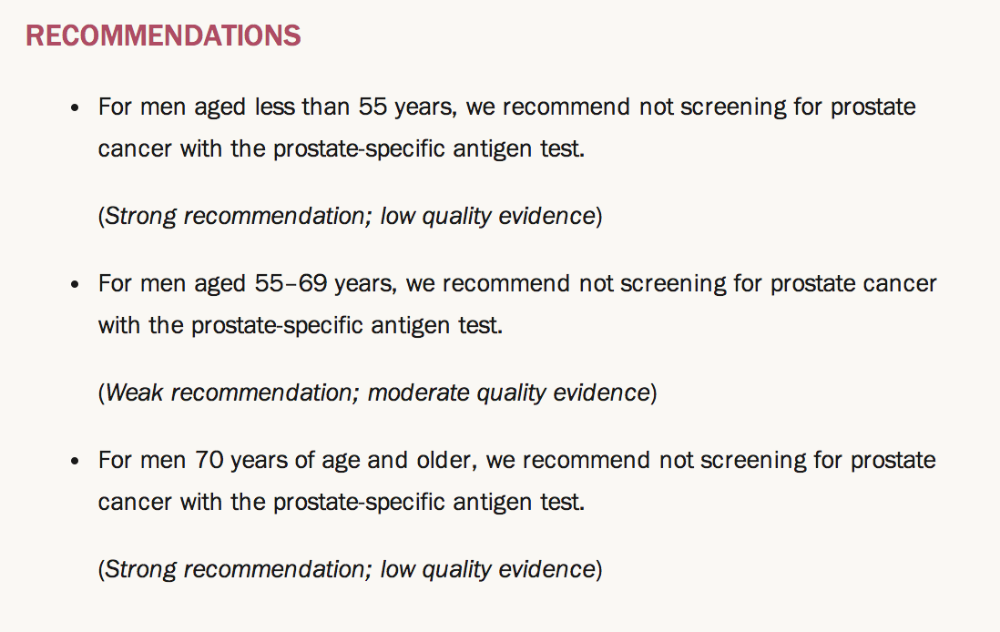 RECOMMENDATIONS
• For men aged less than 55 years, we recommend not screening for prostate
cancer with the prostate-specific antigen test.
(Strong recommendation; low quality evidence)
• For men aged 55–69 years, we recommend not screening for prostate cancer
with the prostate-specific antigen test.
(Weak recommendation; moderate quality evidence)
• For men 70 years of age and older, we recommend not screening for prostate
cancer with the prostate-specific antigen test.
(Strong recommendation; low quality evidence)